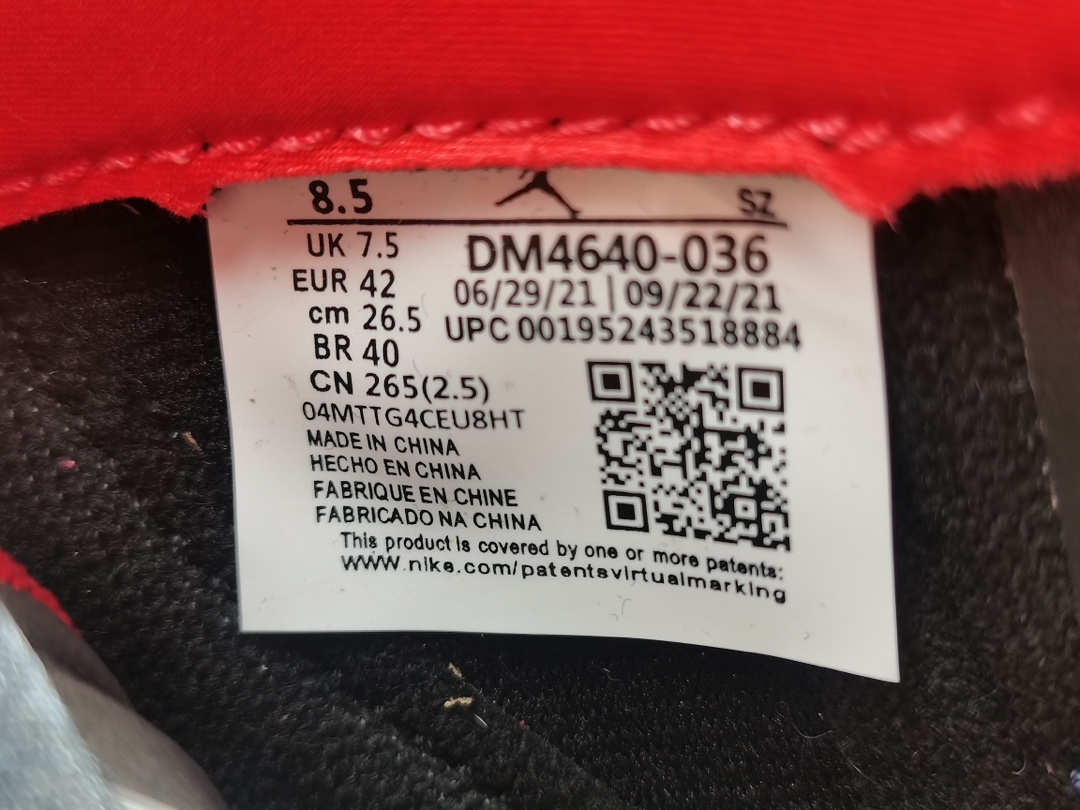 8.5 SZ
UK 7.5
EUR 42
cm 26.5
BR 40
CN 265(2.5)
DM4640-036
06/29/21 | 09/22/21
UPC 00195243518884
04MTTG4CEU8HT
MADE IN CHINA
HECHO EN CHINA
FABRIQUE EN CHINE
FABRICADO NA CHINA
This product is covered by one or more patents:
www.nike.com/patentsvirtualmarking